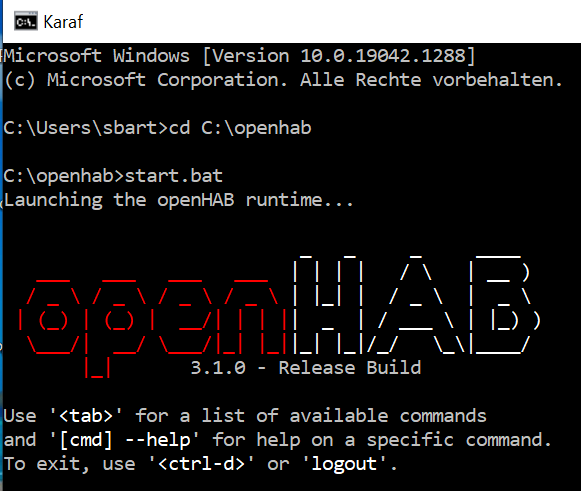 Karaf
Microsoft Windows [Version 10.0.19042.1288]
(c) Microsoft Corporation. Alle Rechte vorbehalten.
C:\Users\sbart>cd C:\openhab
C:\openhab>start.bat
Launching the openHAB runtime...
openHAB
3.1.0 - Release Build
Use '<tab>' for a list of available commands
and '[cmd] --help' for help on a specific command.
To exit, use '<ctrl-d>' or 'logout'.